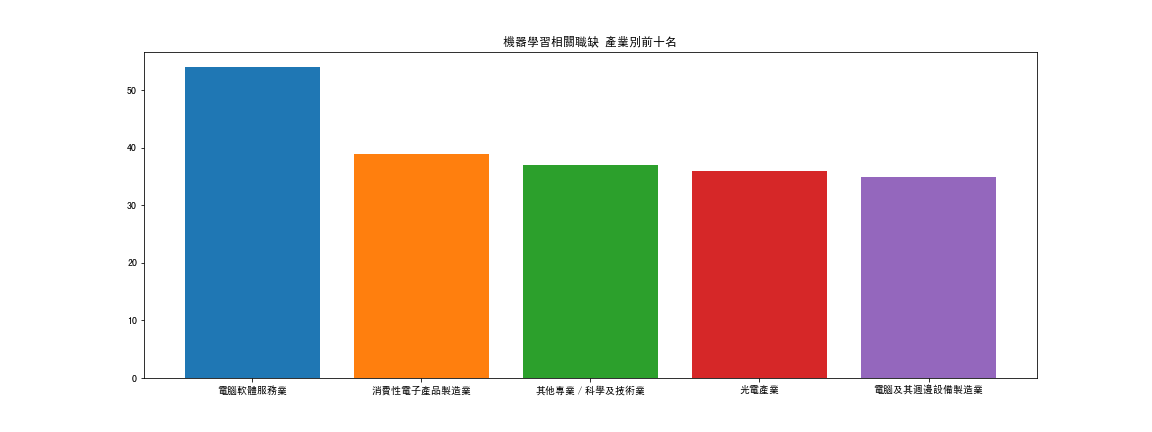 機器學習相關職缺 產業別前十名
50
40
30
20
10
0
電腦軟體服務業
消費性電子產品製造業
其他專業/科學及技術業
光電產業
電腦及其週邊設備製造業